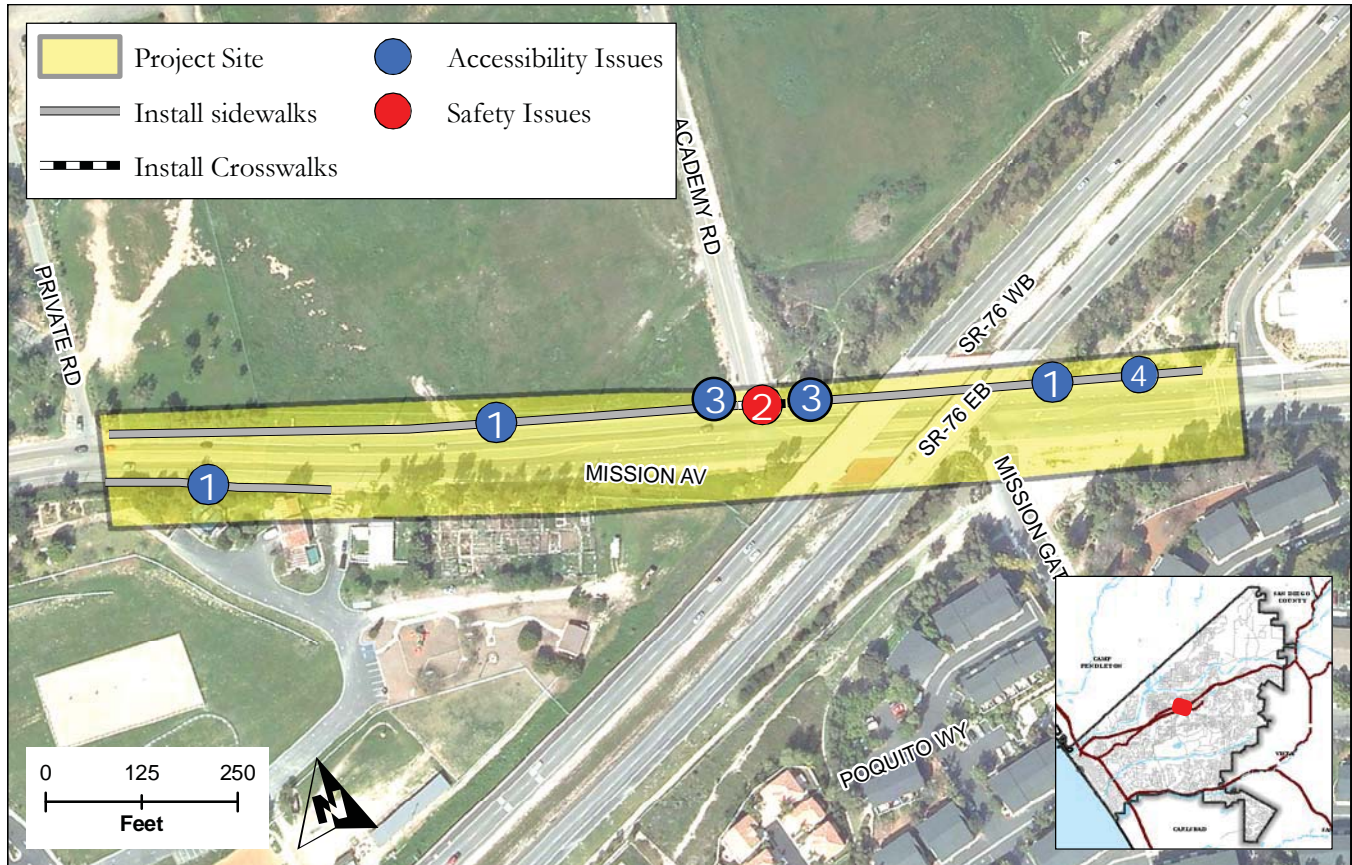 Project Site
Accessibility Issues
Install sidewalks
Safety Issues
Install Crosswalks
ACADEMY RD
PRIVATE RD
SR-76 WB
1
4
3
2
3
1
SR-76 EB
MISSION AV
1
MISSION GAT
POQUITO WY
0 125 250
Feet
N
SAN DIEGO
COUNTY
CAMP
PENDLETON
VISTA
CARLSBAD